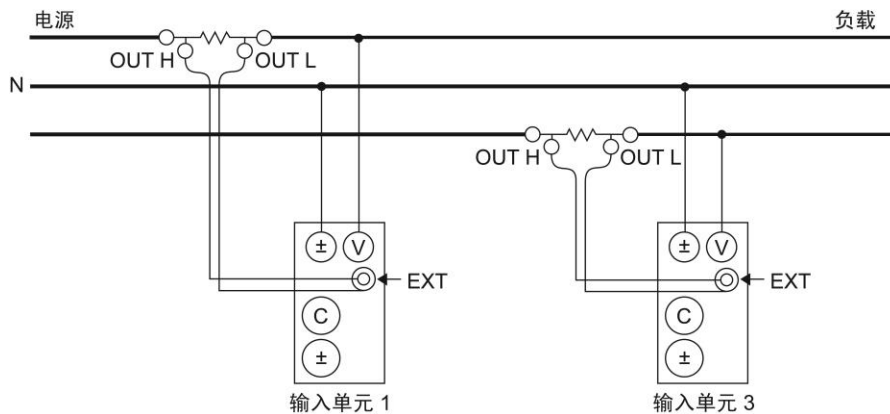 电源 负载
OUT H OUT L
N
OUT H OUT L
± V ± V
EXT EXT
C C
± ±
输入单元 1 输入单元 3